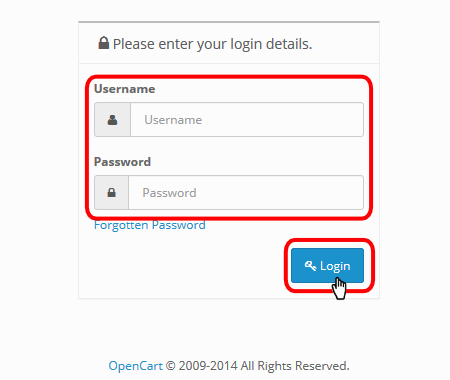 Please enter your login details.
Username
Username
Password
Password
Forgotten Password
Login
OpenCart © 2009-2014 All Rights Reserved.